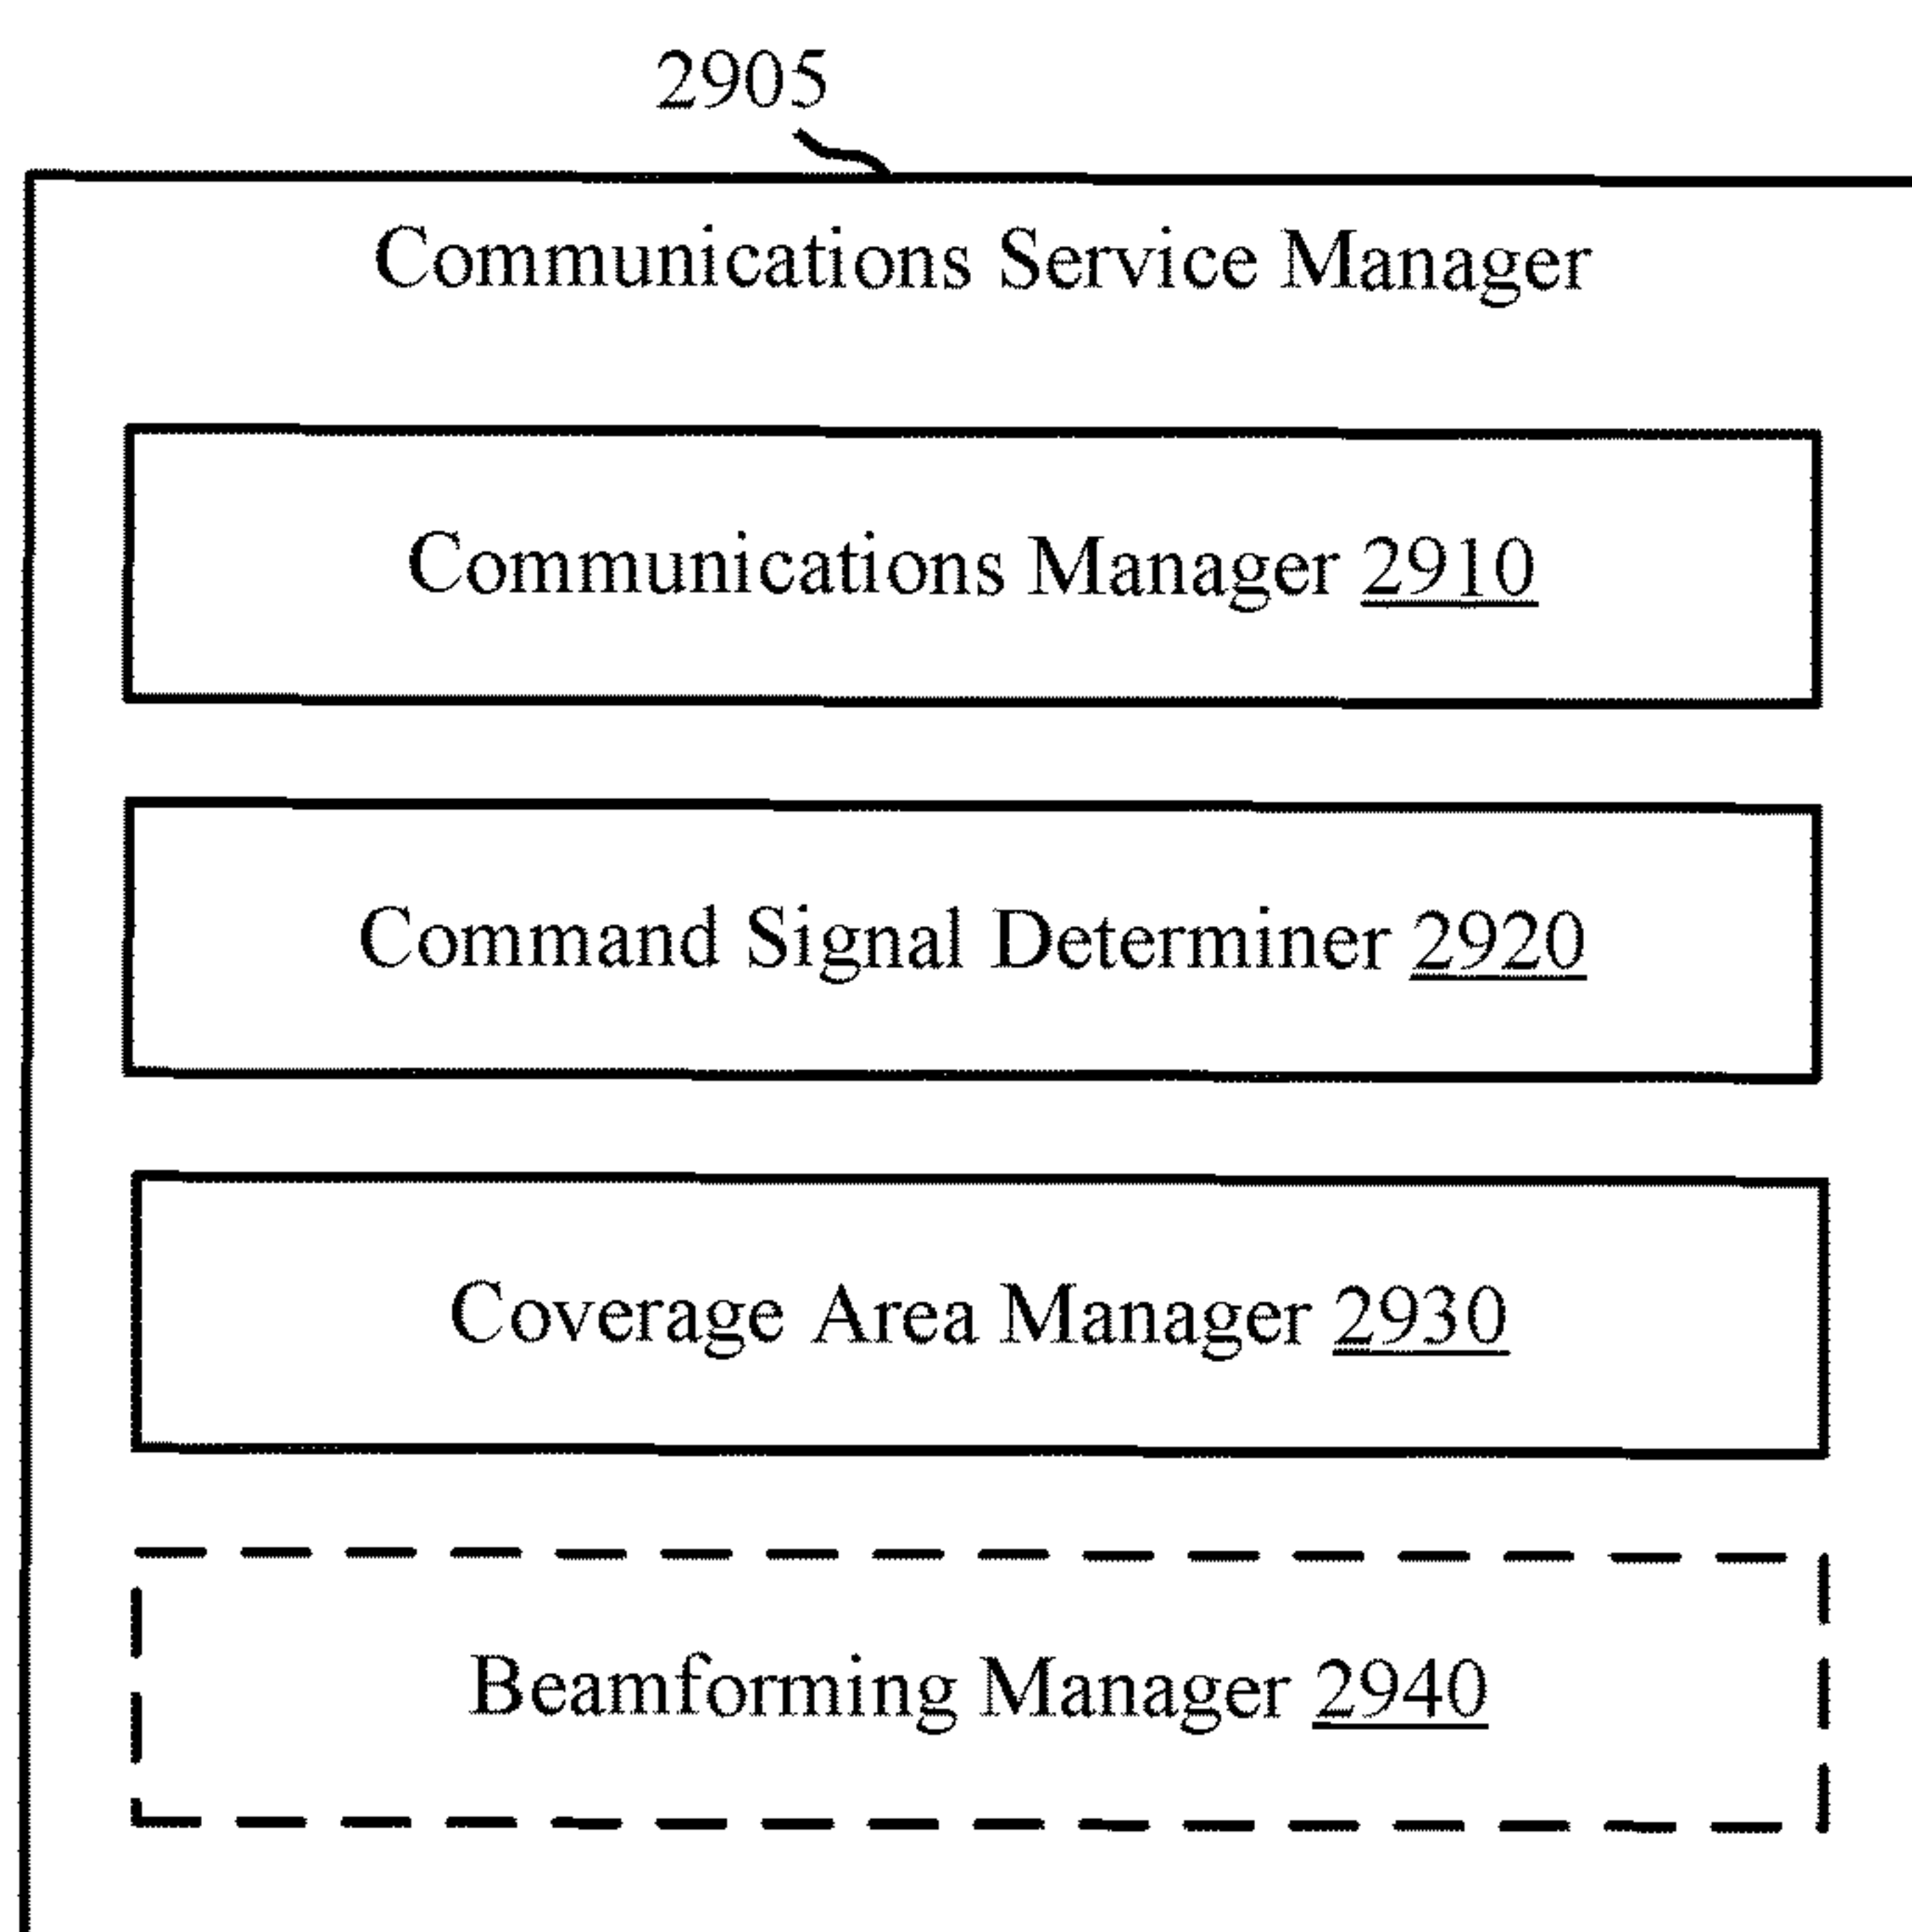 2905
Communications Service Manager
Communications Manager 2910
Command Signal Determiner 2920
Coverage Area Manager 2930
Beamforming Manager 2940